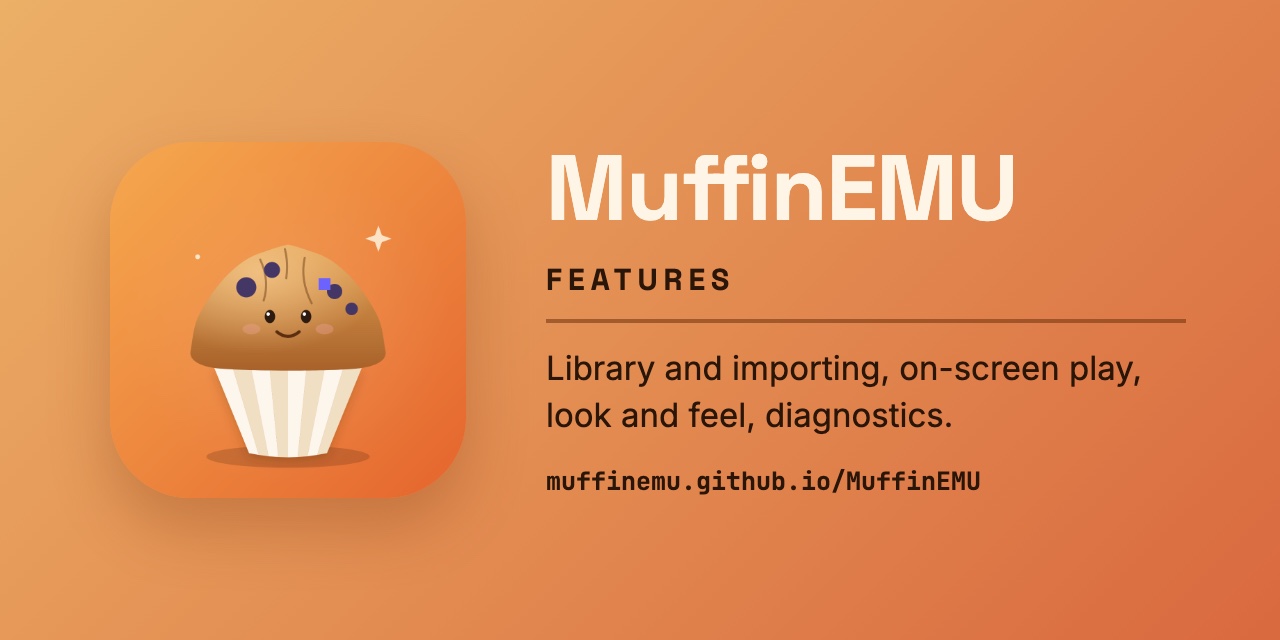 MuffinEMU
FEATURES
Library and importing, on-screen play,
look and feel, diagnostics.
muffinemu.github.io/MuffinEMU